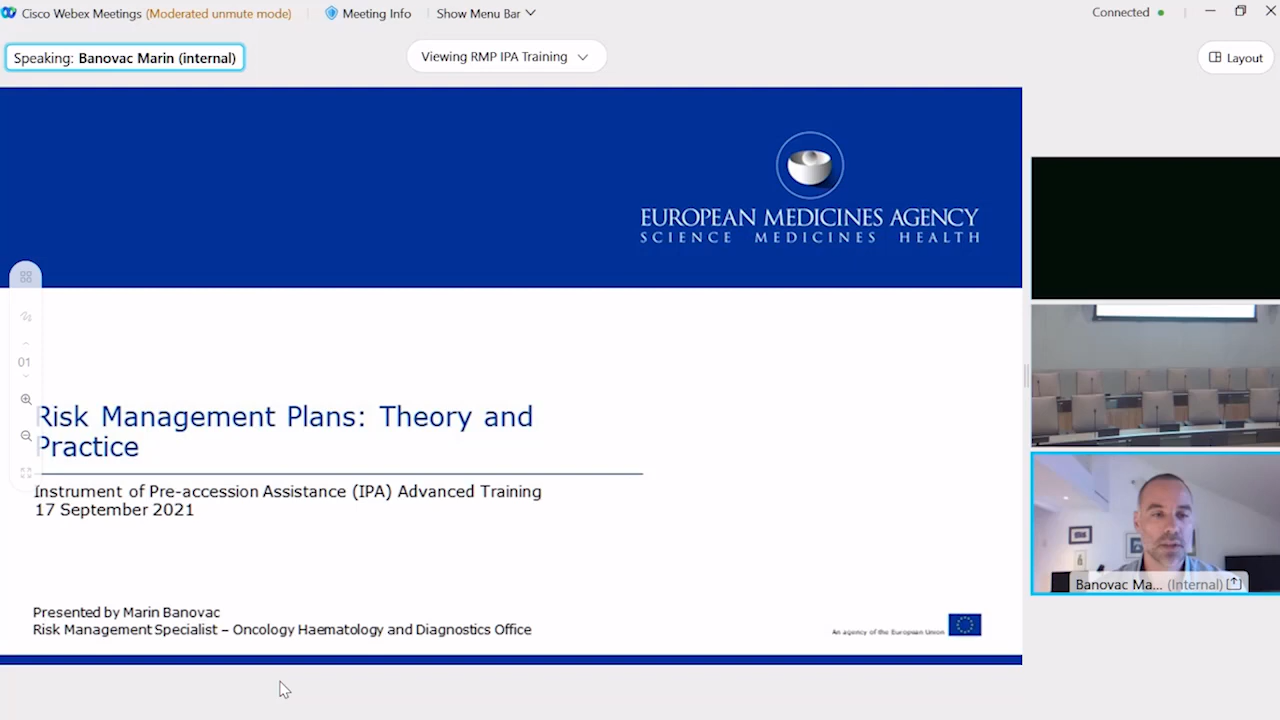 Cisco Webex Meetings (Moderated unmute mode)
Meeting Info
Show Menu Bar
Connected
Speaking: Banovac Marin (internal)
Viewing RMP IPA Training
Layout
EUROPEAN MEDICINES AGENCY
SCIENCE MEDICINES HEALTH
01
Risk Management Plans: Theory and
Practice
Instrument of Pre-accession Assistance (IPA) Advanced Training
17 September 2021
Banovac Ma... (Internal)
Presented by Marin Banovac
Risk Management Specialist – Oncology Haematology and Diagnostics Office
An agency of the European Union